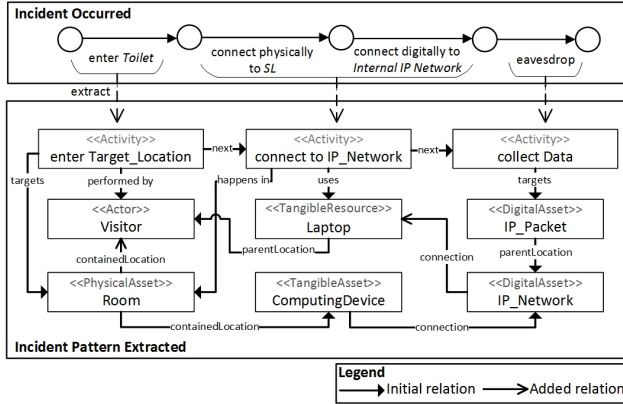 Incident Occurred
enter Toilet
connect physically
to SL
connect digitally to
Internal IP Network
eavesdrop
extract
<<Activity>>
enter Target_Location
next
<<Activity>>
connect to IP_Network
next
<<Activity>>
collect Data
targets
performed by
happens in
uses
targets
<<Actor>>
Visitor
<<TangibleResource>>
Laptop
<<DigitalAsset>>
IP_Packet
parentLocation
parentLocation
containedLocation
connection
<<PhysicalAsset>>
Room
<<TangibleAsset>>
ComputingDevice
<<DigitalAsset>>
IP_Network
containedLocation
connection
Incident Pattern Extracted
Legend
Initial relation
Added relation